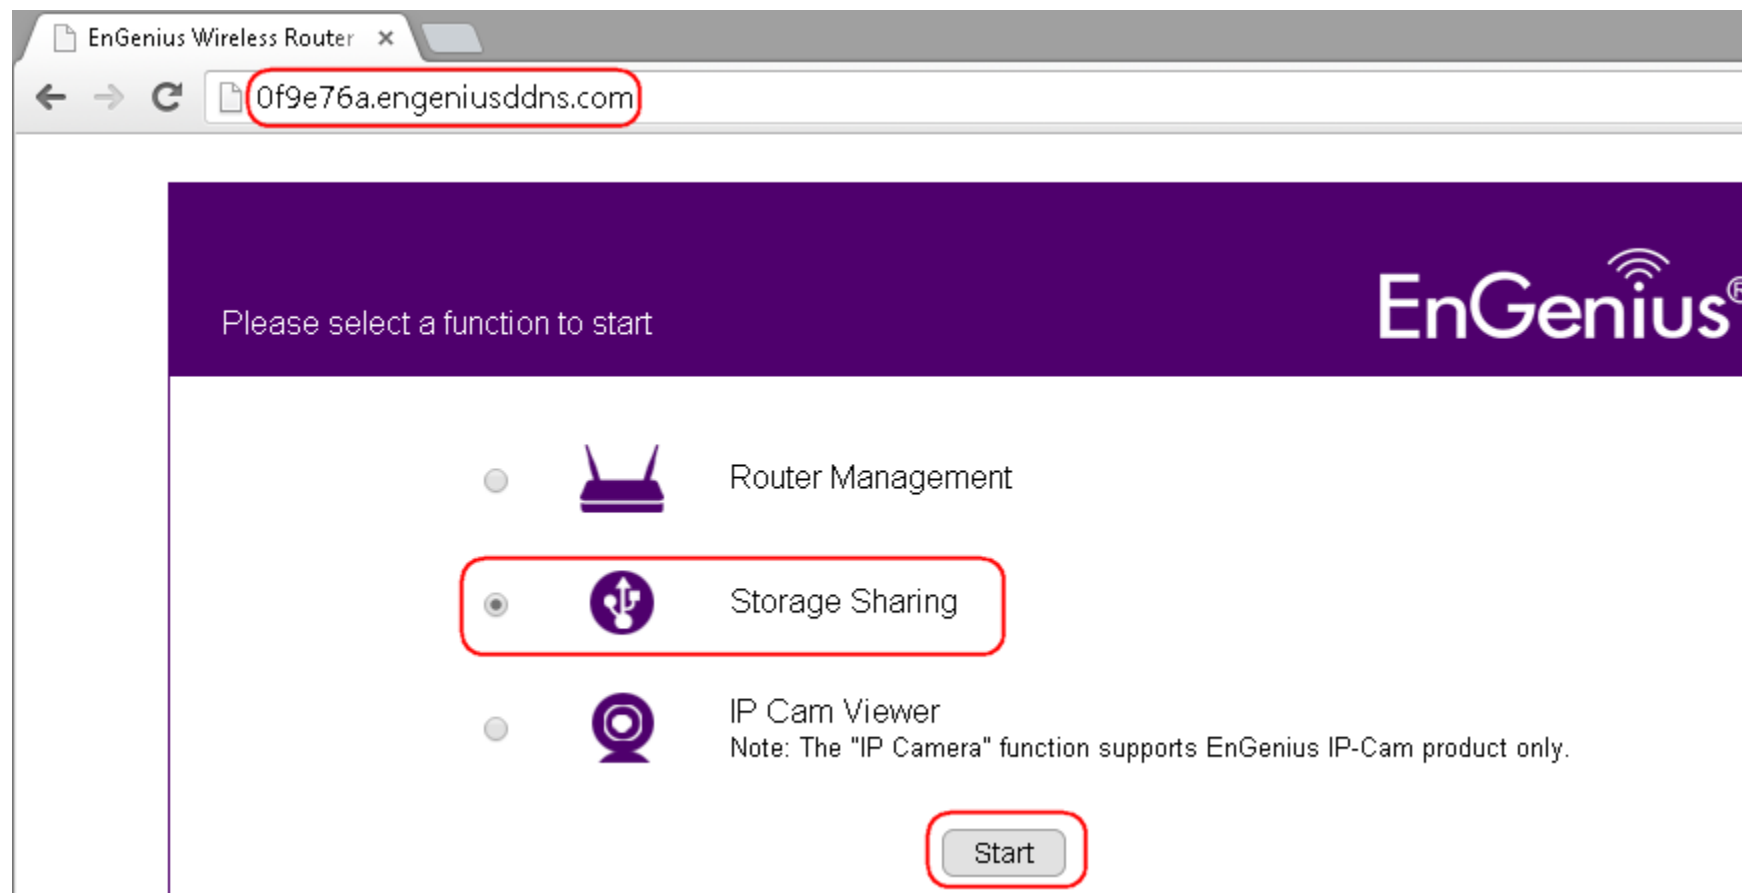 EnGenius Wireless Router
0f9e76a.engeniusddns.com
Please select a function to start
EnGenius®
Router Management
Storage Sharing
IP Cam Viewer
Note: The "IP Camera" function supports EnGenius IP-Cam product only.
Start